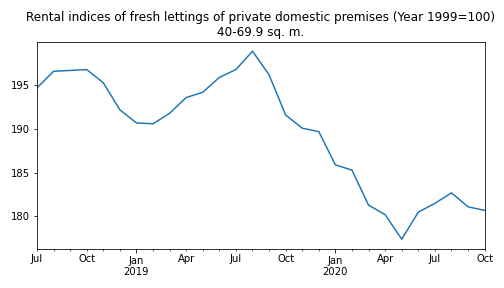 Rental indices of fresh lettings of private domestic premises (Year 1999=100)
40-69.9 sq. m.
195
190
185
180
Jul Oct Jan Apr Jul Oct Jan Apr Jul Oct
2019 2020